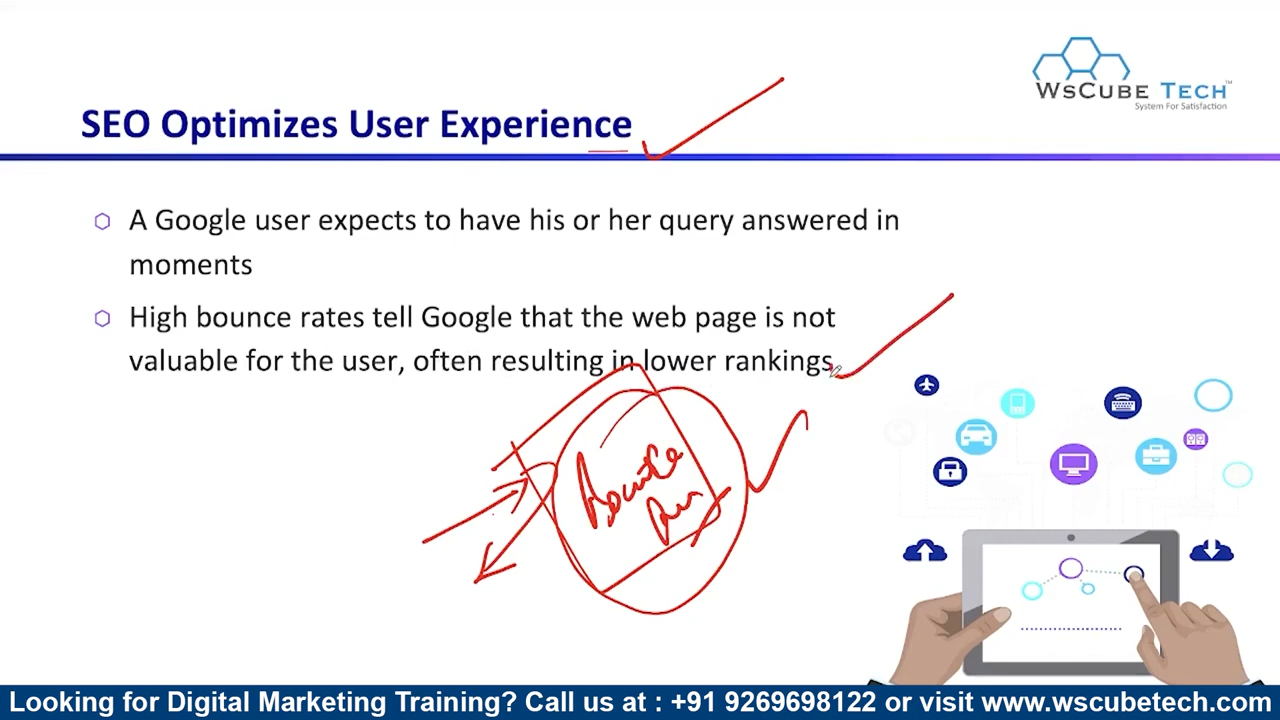 WSCUBE TECH™
System For Satisfaction
SEO Optimizes User Experience
A Google user expects to have his or her query answered in
moments
High bounce rates tell Google that the web page is not
valuable for the user, often resulting in lower rankings
Bounce
Looking for Digital Marketing Training? Call us at : +91 9269698122 or visit www.wscubetech.com